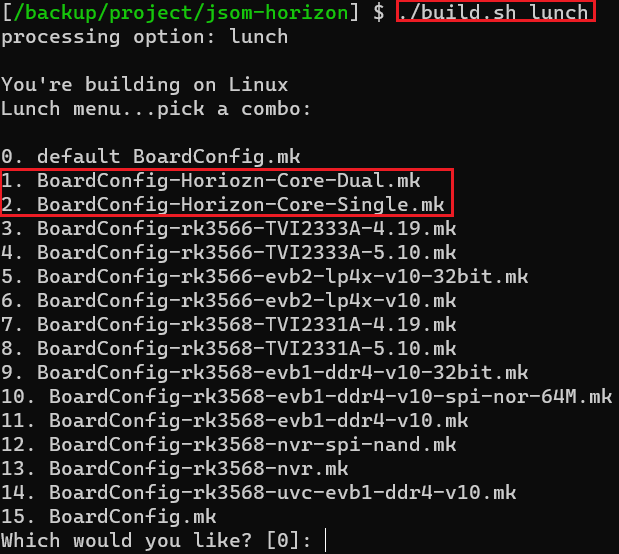 [/backup/project/jsom-horizon] $ ./build.sh lunch
processing option: lunch
You're building on Linux
Lunch menu...pick a combo:
0. default BoardConfig.mk
1. BoardConfig-Horiozn-Core-Dual.mk
2. BoardConfig-Horizon-Core-Single.mk
3. BoardConfig-rk3566-TVI2333A-4.19.mk
4. BoardConfig-rk3566-TVI2333A-5.10.mk
5. BoardConfig-rk3566-evb2-lp4x-v10-32bit.mk
6. BoardConfig-rk3566-evb2-lp4x-v10.mk
7. BoardConfig-rk3568-TVI2331A-4.19.mk
8. BoardConfig-rk3568-TVI2331A-5.10.mk
9. BoardConfig-rk3568-evb1-ddr4-v10-32bit.mk
10. BoardConfig-rk3568-evb1-ddr4-v10-spi-nor-64M.mk
11. BoardConfig-rk3568-evb1-ddr4-v10.mk
12. BoardConfig-rk3568-nvr-spi-nand.mk
13. BoardConfig-rk3568-nvr.mk
14. BoardConfig-rk3568-uvc-evb1-ddr4-v10.mk
15. BoardConfig.mk
Which would you like? [0]: